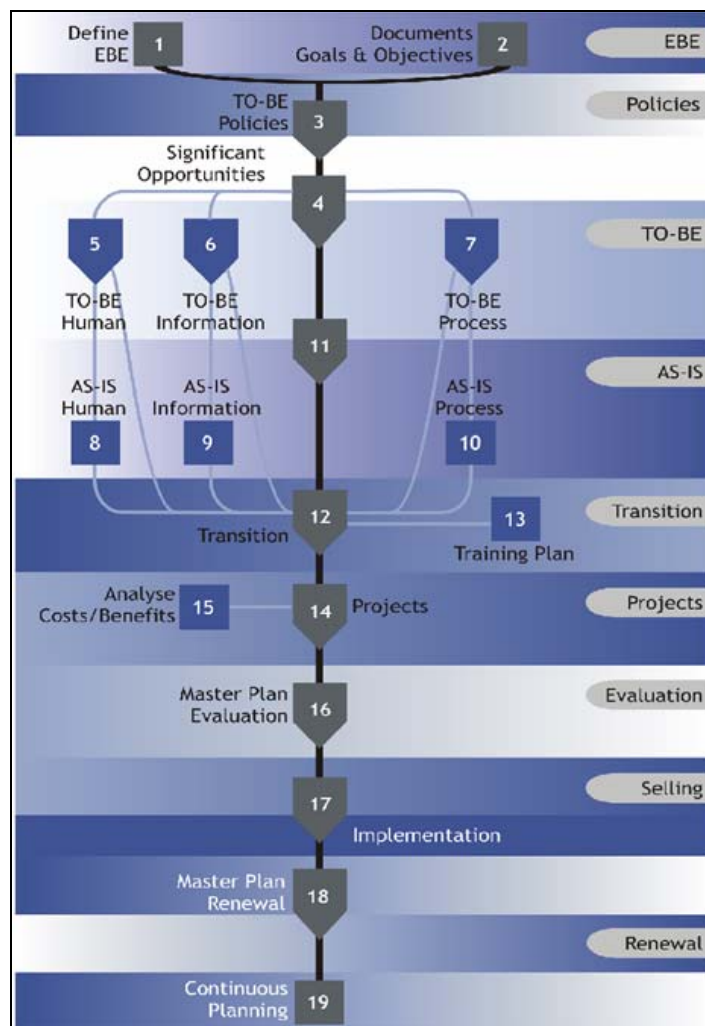 Define
EBE
1
Documents
Goals & Objectives
2
EBE
TO-BE
Policies
3
Policies
Significant
Opportunities
4
5
6
7
TO-BE
TO-BE
Human
TO-BE
Information
TO-BE
Process
11
AS-IS
AS-IS
Human
AS-IS
Information
AS-IS
Process
8
9
10
12
Transition
13
Training Plan
Transition
Analyse
Costs/Benefits
15
14
Projects
Projects
Master Plan
Evaluation
16
Evaluation
17
Selling
Implementation
Master Plan
Renewal
18
Renewal
Continuous
Planning
19